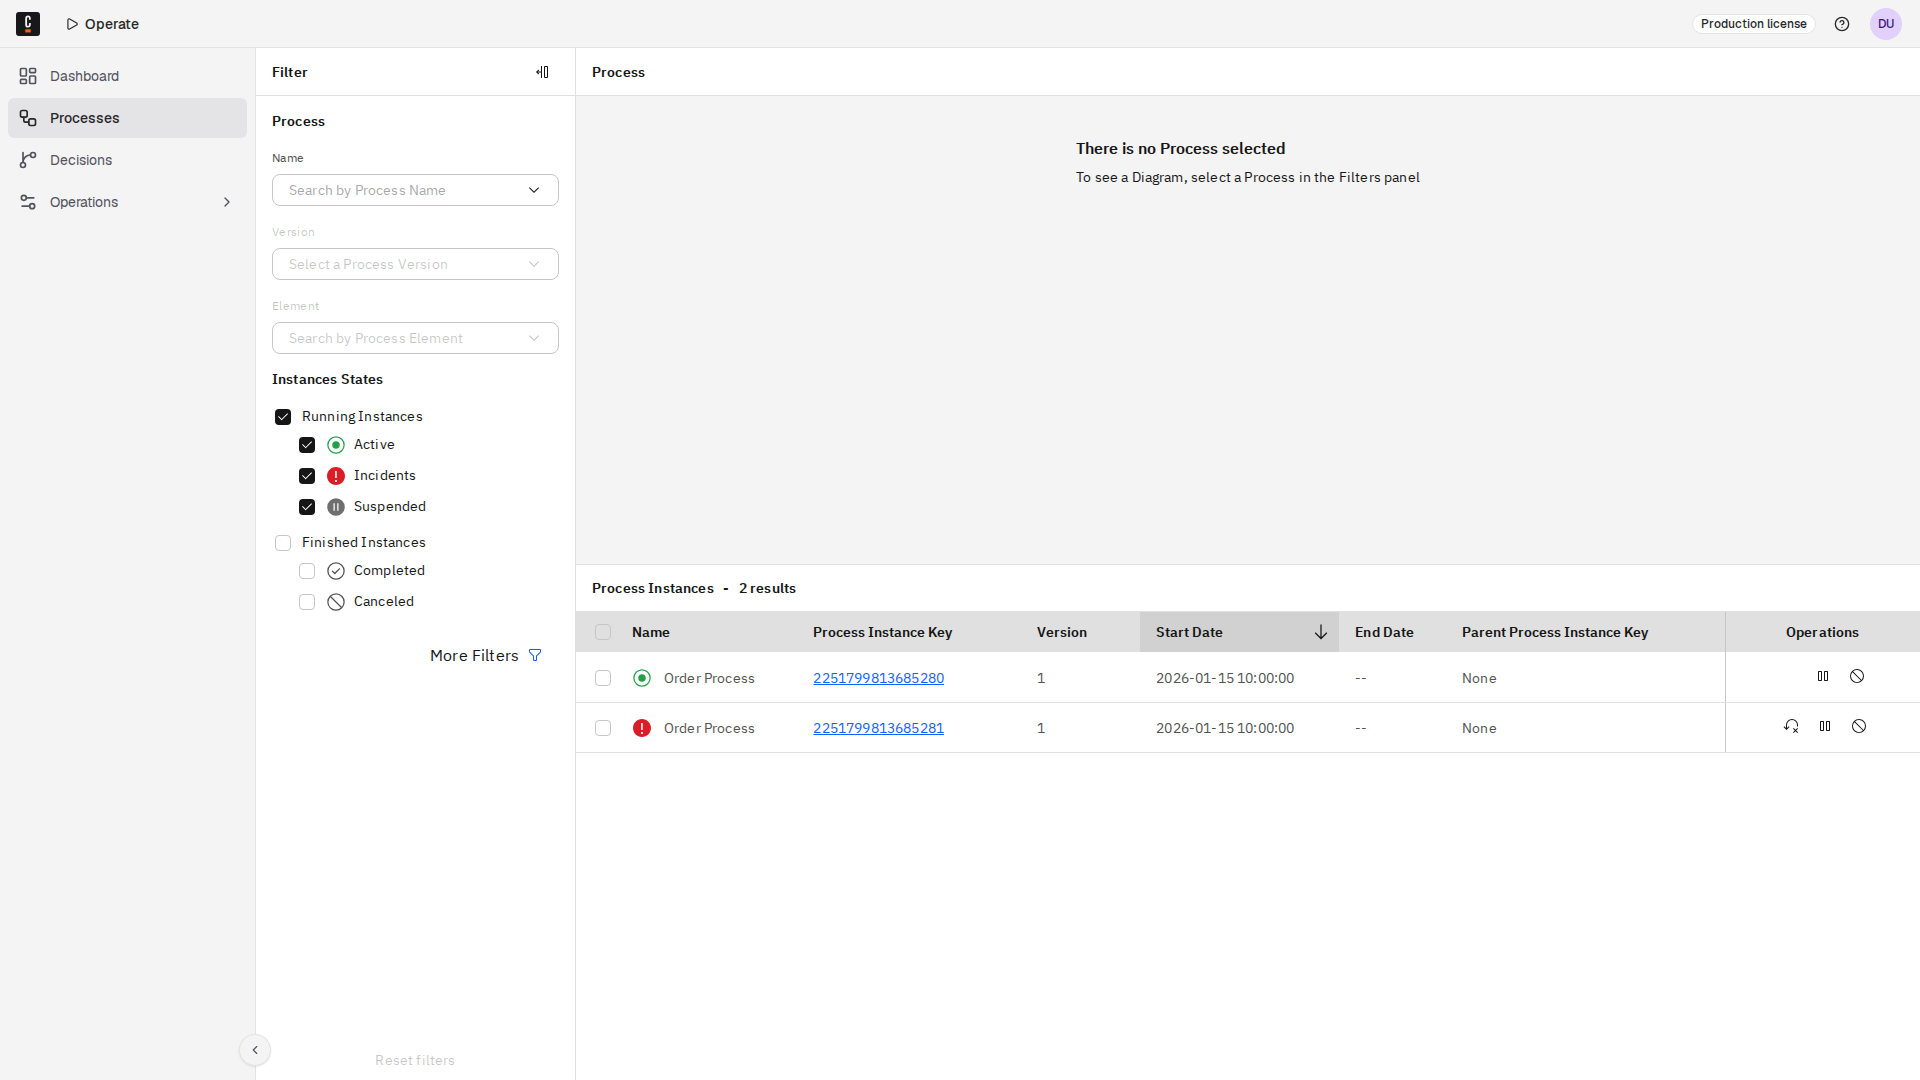 Operate
Production license
DU
Dashboard
Processes
Decisions
Operations
Filter
Process
Name
Search by Process Name
Version
Select a Process Version
Element
Search by Process Element
Instances States
Running Instances
Active
Incidents
Suspended
Finished Instances
Completed
Canceled
More Filters
Reset filters
Process
There is no Process selected
To see a Diagram, select a Process in the Filters panel
Process Instances - 2 results
Name Process Instance Key Version Start Date End Date Parent Process Instance Key Operations
Order Process 2251799813685280 1 2026-01-15 10:00:00 -- None
Order Process 2251799813685281 1 2026-01-15 10:00:00 -- None